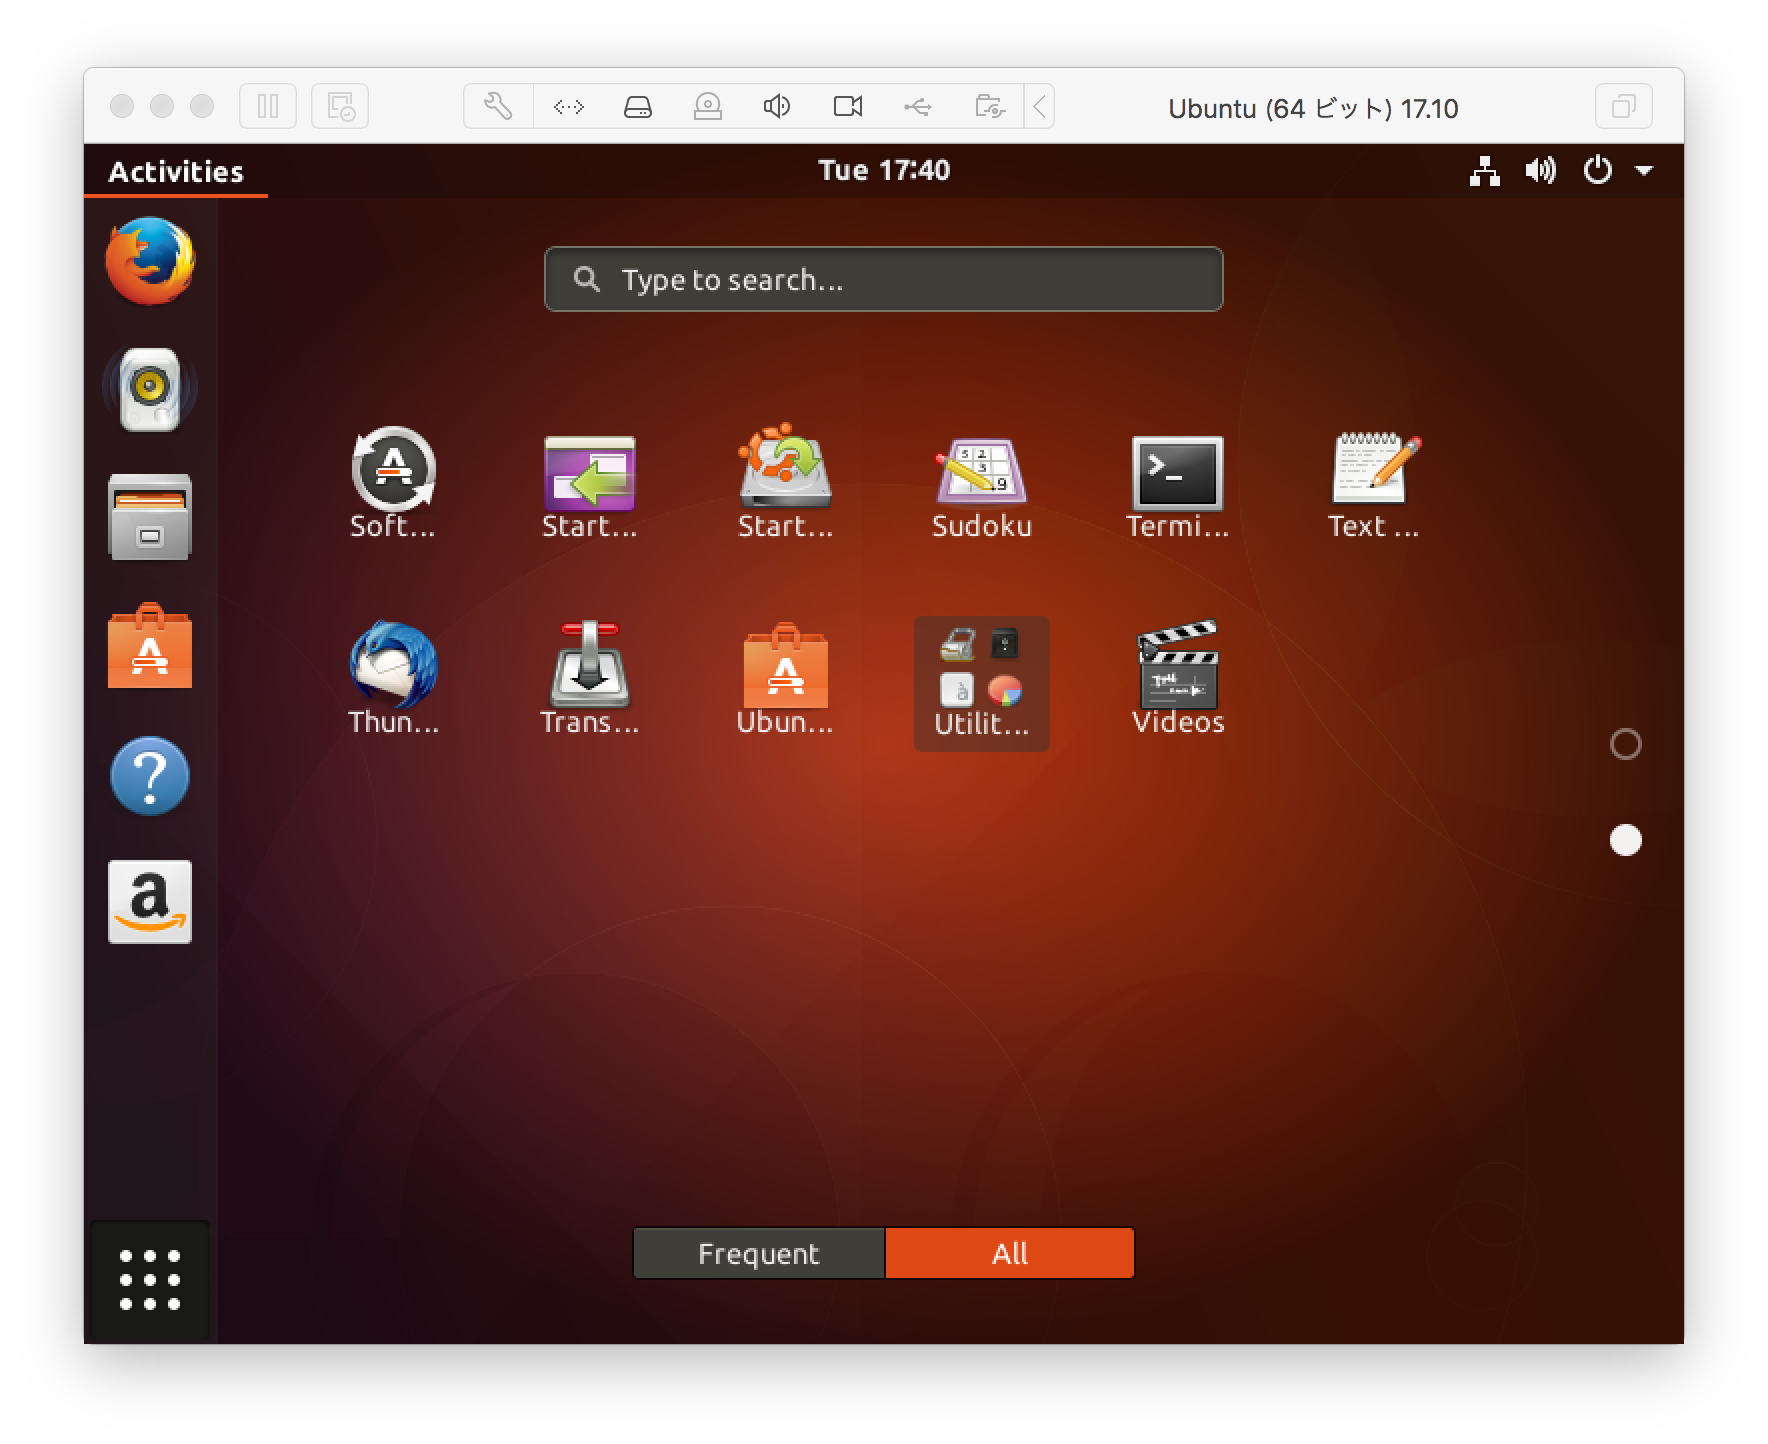 Ubuntu (64 ビット) 17.10
Activities
Tue 17:40
Type to search...
Soft...
Start...
Start...
Sudoku
Termi...
Text ...
Thun...
Trans...
Ubun...
Utilit...
Videos
Frequent
All